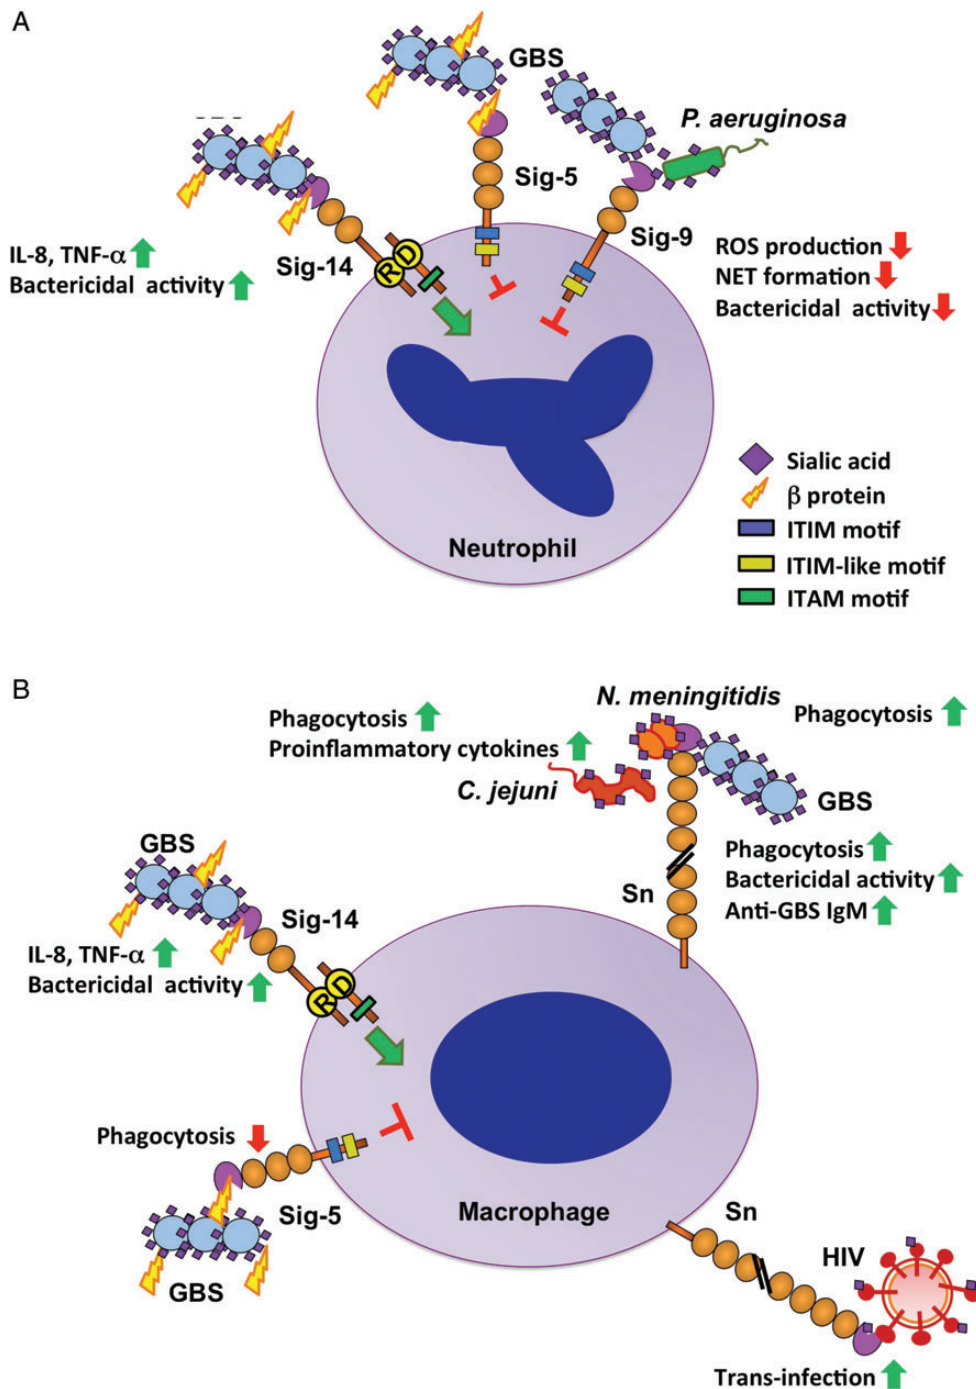 A
GBS
P. aeruginosa
Sig-5
Sig-9
Sig-14
IL-8, TNF-α
Bactericidal activity
R D
ROS production
NET formation
Bactericidal activity
Neutrophil
Sialic acid
β protein
ITIM motif
ITIM-like motif
ITAM motif
B
N. meningitidis
Phagocytosis
Proinflammatory cytokines
Phagocytosis
C. jejuni
GBS
Phagocytosis
Bactericidal activity
Anti-GBS IgM
Sn
GBS
Sig-14
IL-8, TNF-α
Bactericidal activity
R D
Phagocytosis
Sig-5
GBS
Macrophage
Sn
HIV
Trans-infection